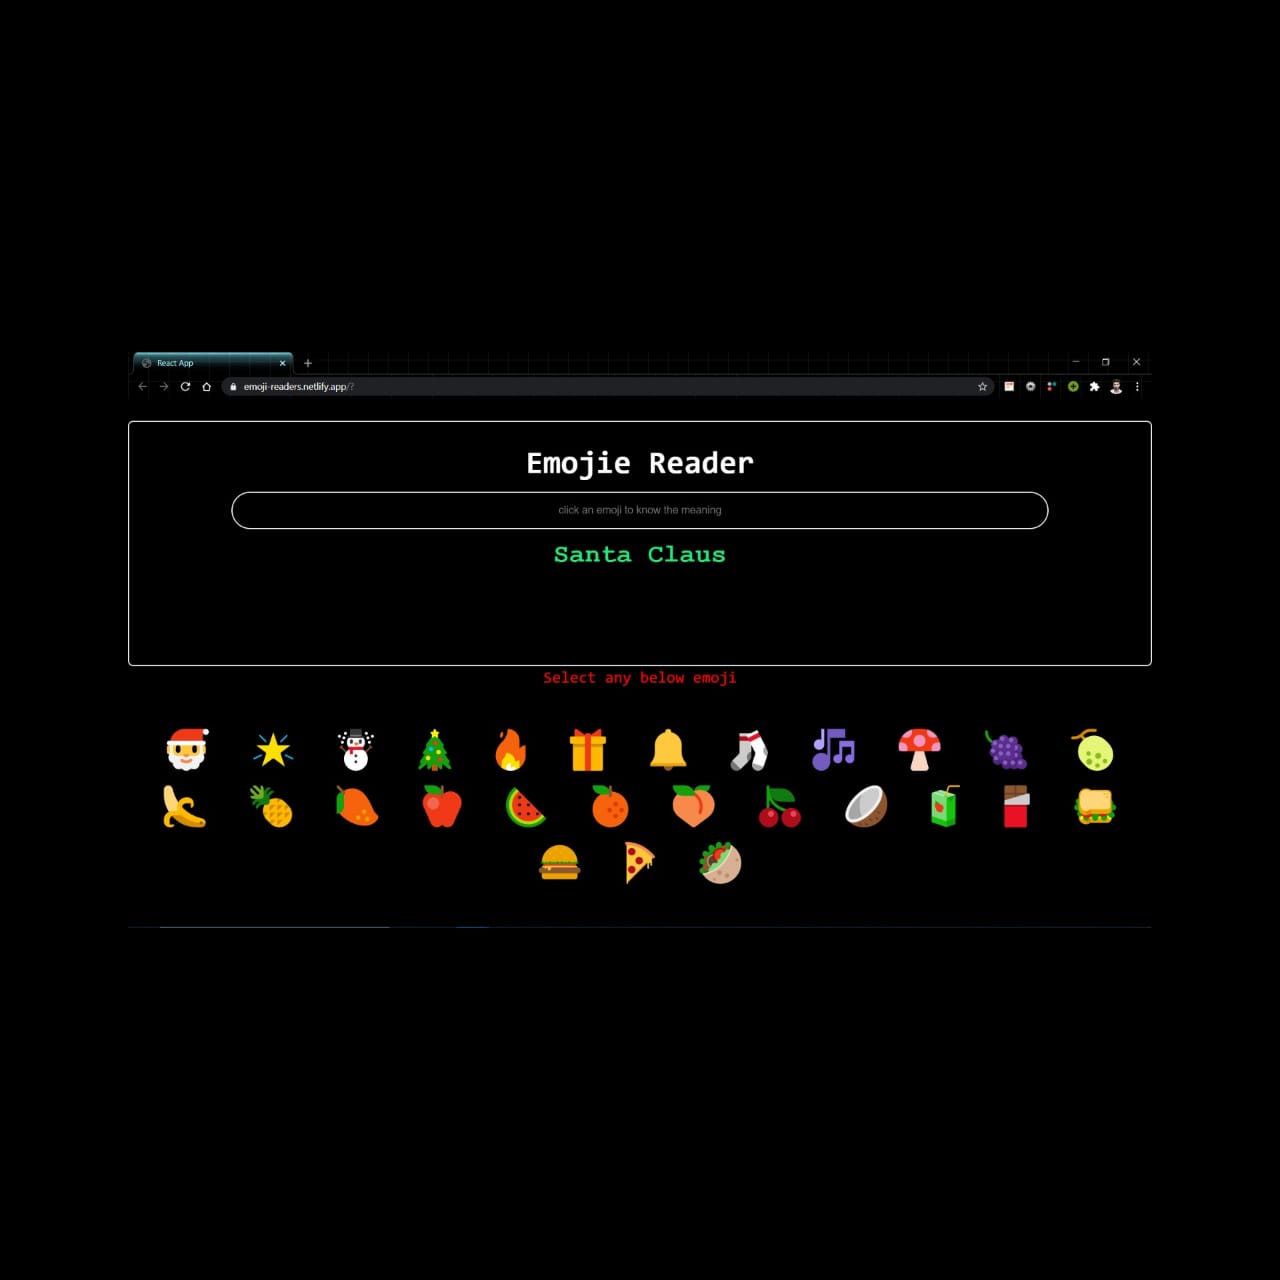 React App
emoji-readers.netlify.app/?
Emojie Reader
click an emoji to know the meaning
Santa Claus
Select any below emoji